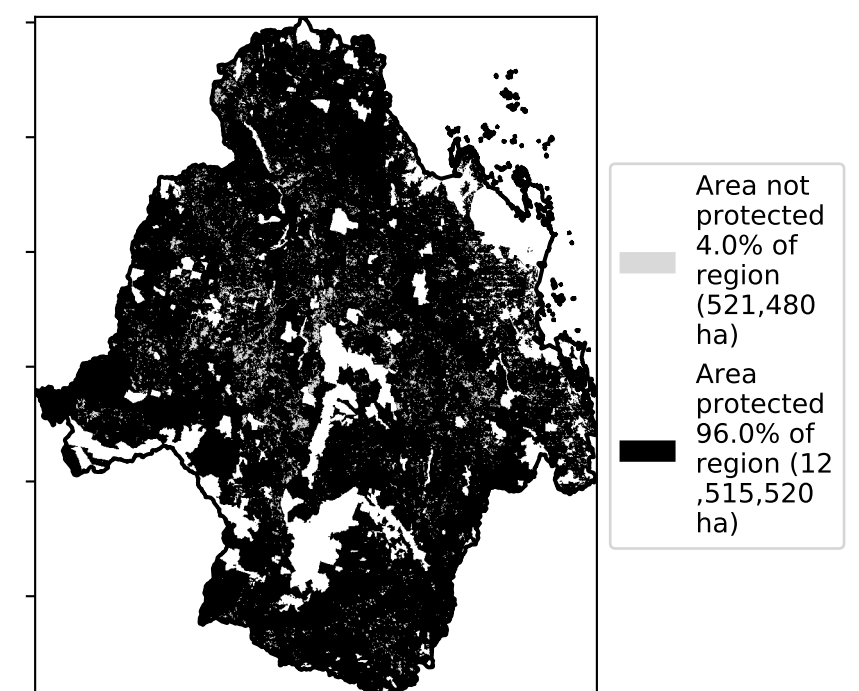 Area not
protected
4.0% of
region
(521,480
ha)
Area
protected
96.0% of
region (12
,515,520
ha)